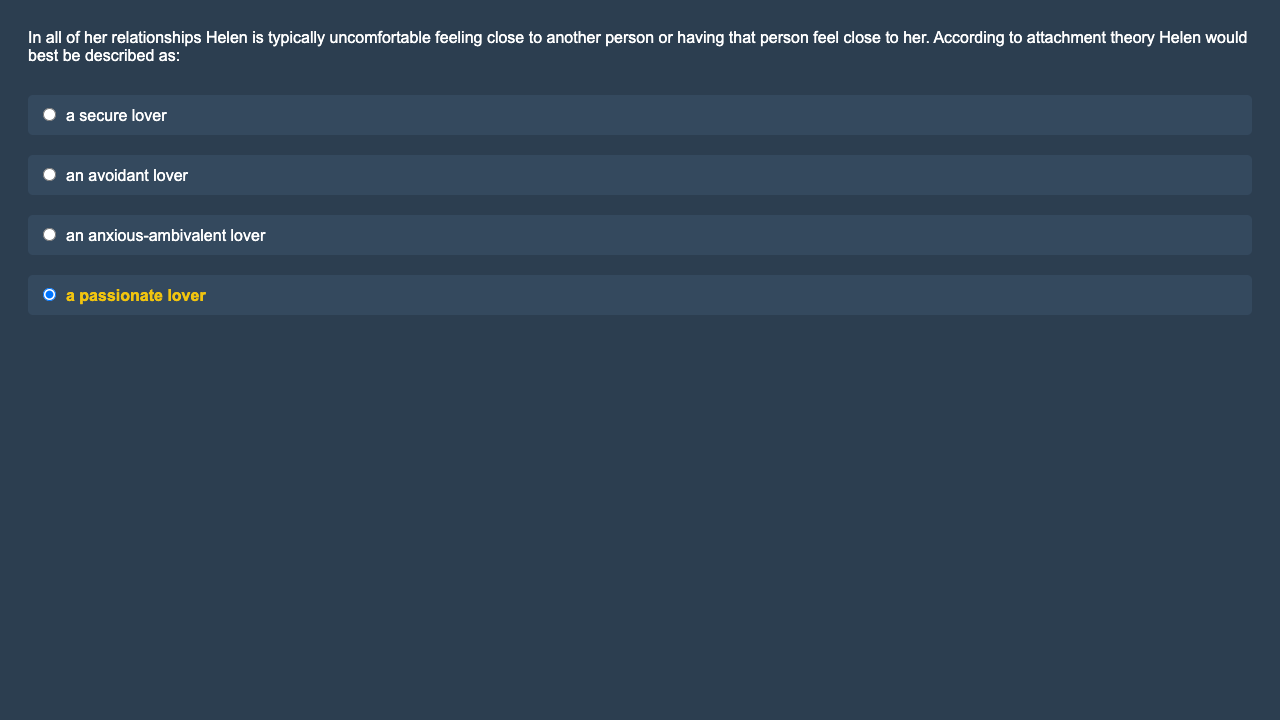 In all of her relationships Helen is typically uncomfortable feeling close to another person or having that person feel close to her. According to attachment theory Helen would
best be described as:
a secure lover
an avoidant lover
an anxious-ambivalent lover
a passionate lover